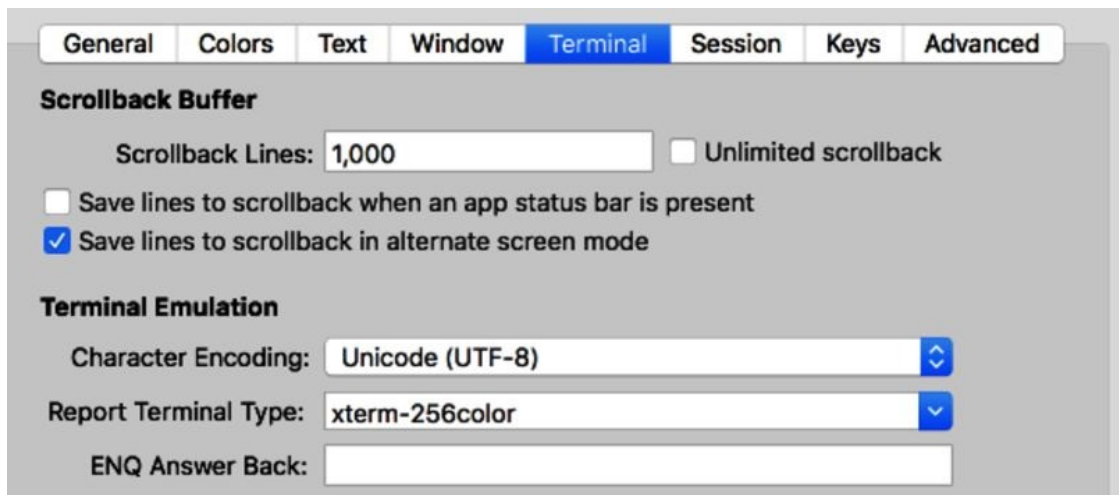 General Colors Text Window Terminal Session Keys Advanced
Scrollback Buffer
Scrollback Lines: 1,000 Unlimited scrollback
Save lines to scrollback when an app status bar is present
Save lines to scrollback in alternate screen mode
Terminal Emulation
Character Encoding: Unicode (UTF-8)
Report Terminal Type: xterm-256color
ENQ Answer Back: